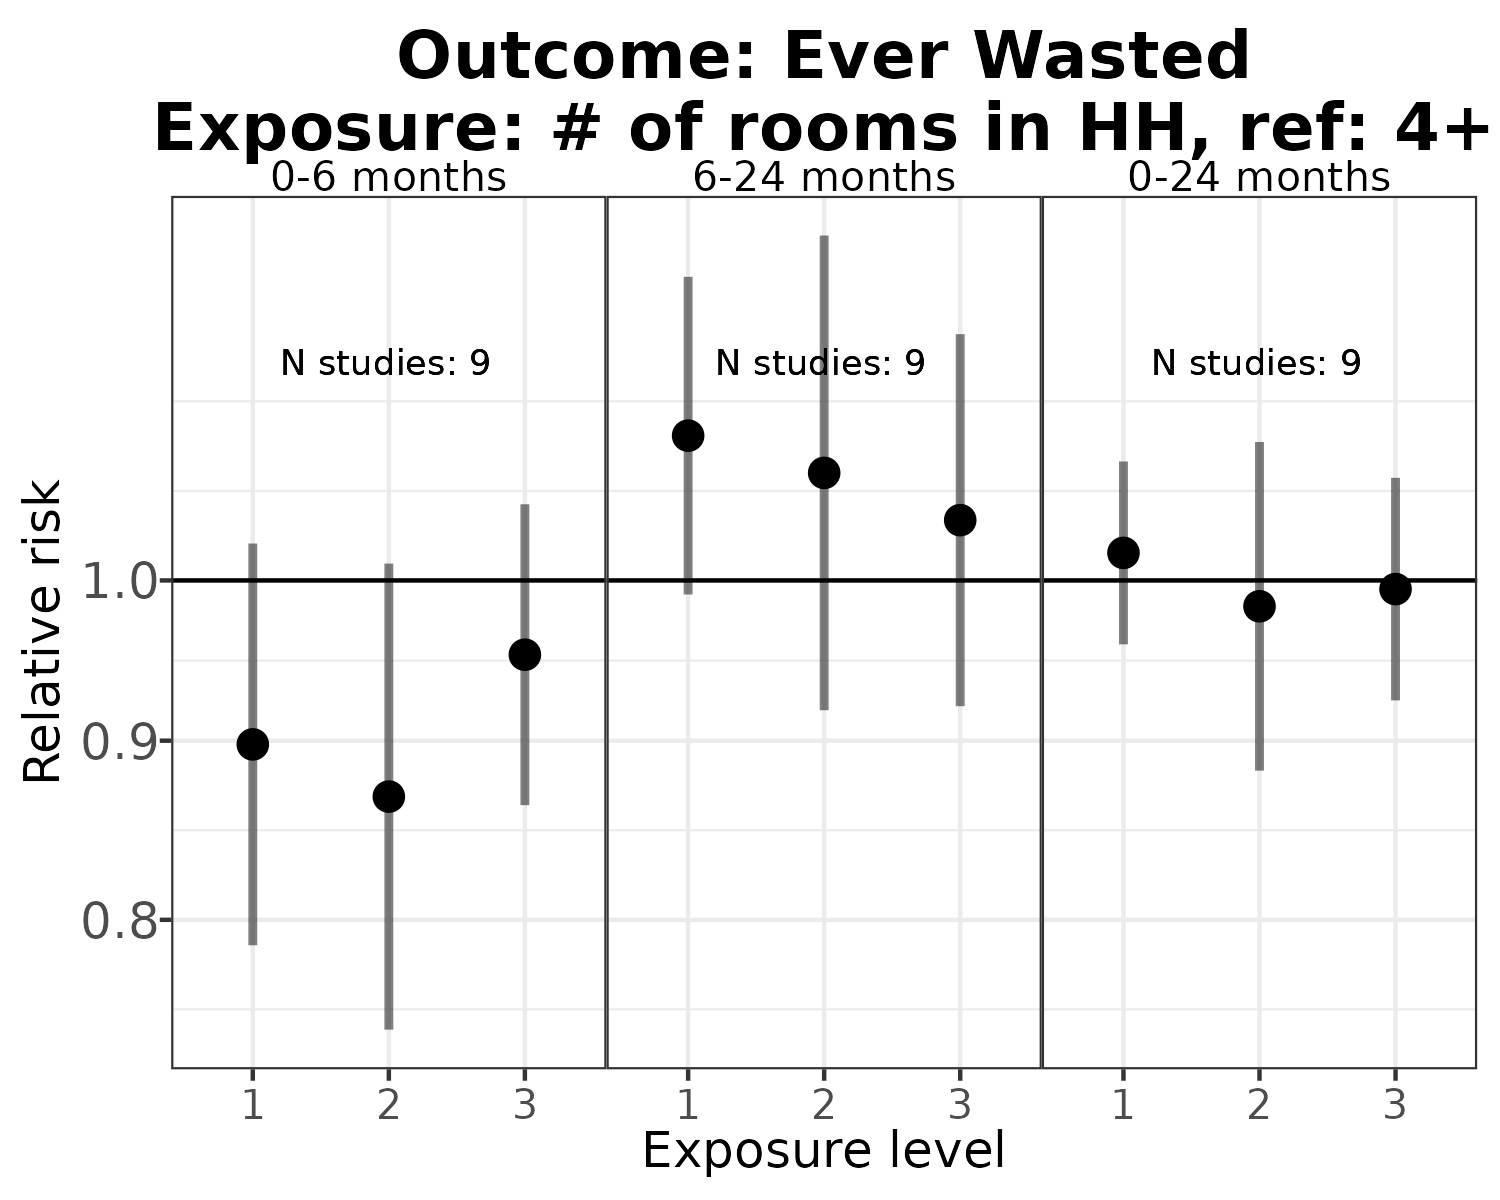 Outcome: Ever Wasted
Exposure: # of rooms in HH, ref: 4+
0-6 months
6-24 months
0-24 months
N studies: 9
N studies: 9
N studies: 9
Relative risk
1.0
0.9
0.8
1 2 3
1 2 3
1 2 3
Exposure level